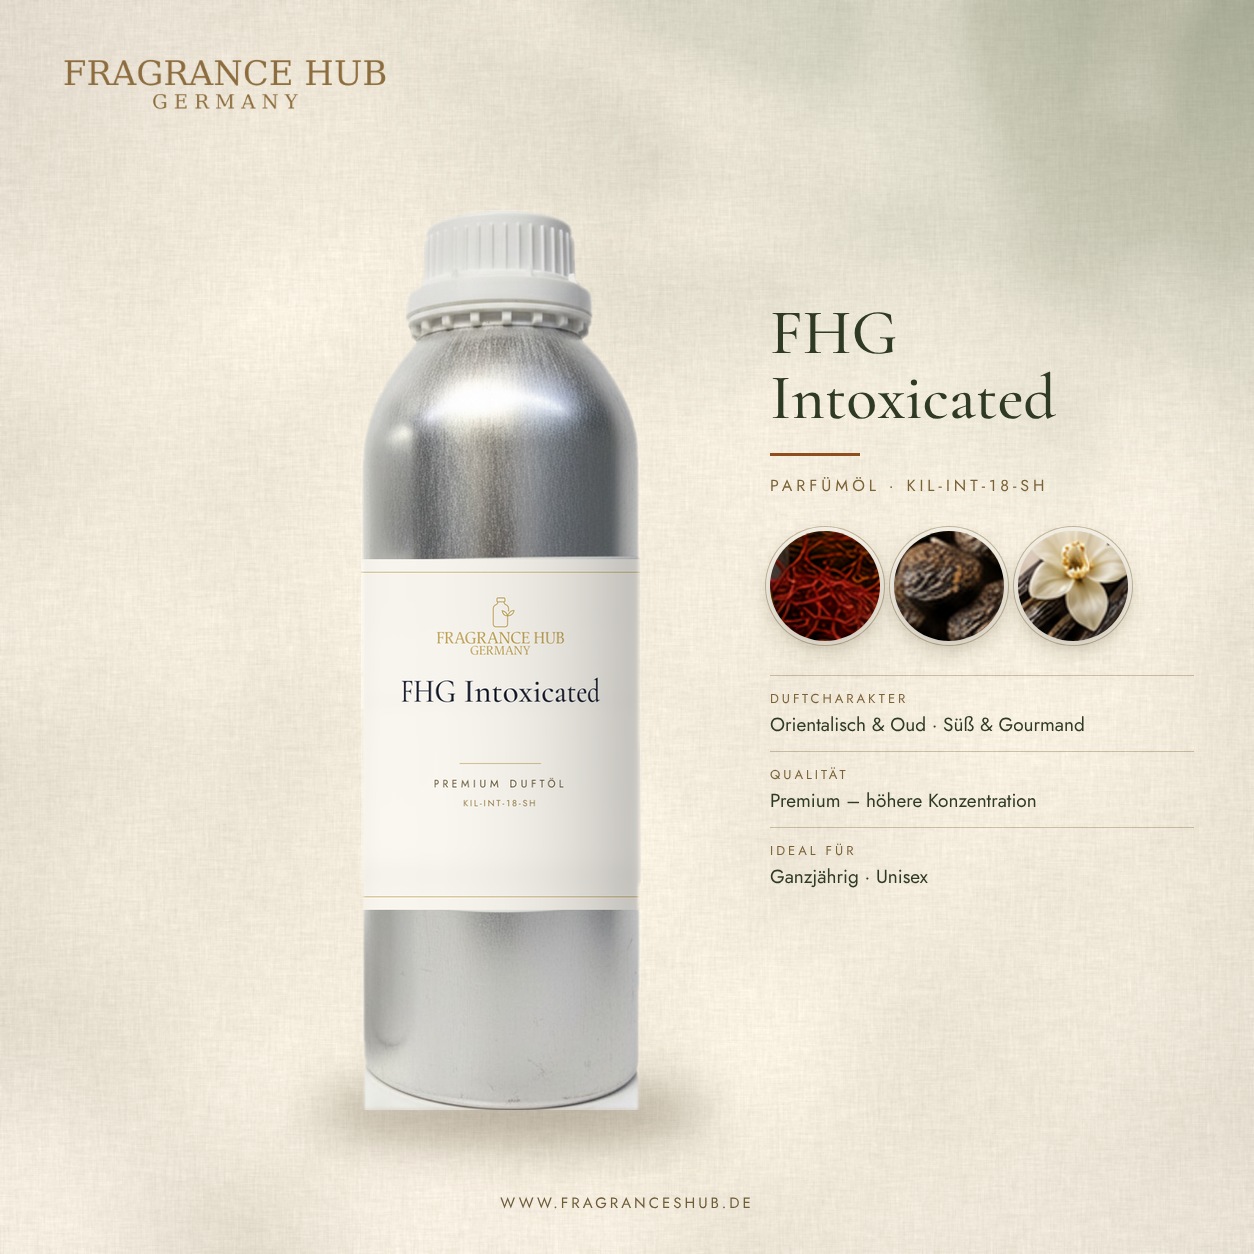 FRAGRANCE HUB
GERMANY
FHG
Intoxicated
PARFÜMÖL · KIL-INT-18-SH
DUFTCHARAKTER
Orientalisch & Oud · Süß & Gourmand
QUALITÄT
Premium – höhere Konzentration
IDEAL FÜR
Ganzjährig · Unisex
FRAGRANCE HUB
GERMANY
FHG Intoxicated
PREMIUM DUFTÖL
KIL-INT-18-SH
WWW.FRAGRANCESHUB.DE